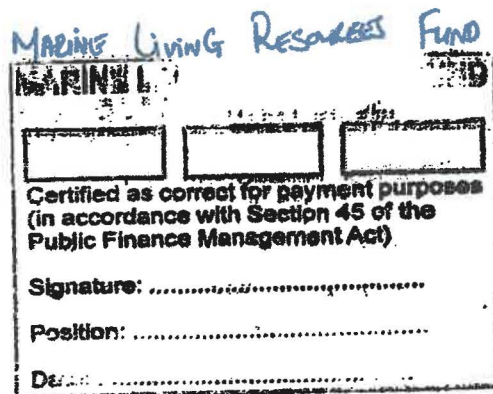 MARINE LIVING RESOURCES FUND
MARINE L
Certified as correct for payment purposes
(in accordance with Section 45 of the
Public Finance Management Act)
Signature: ..............................
Position: ..............................